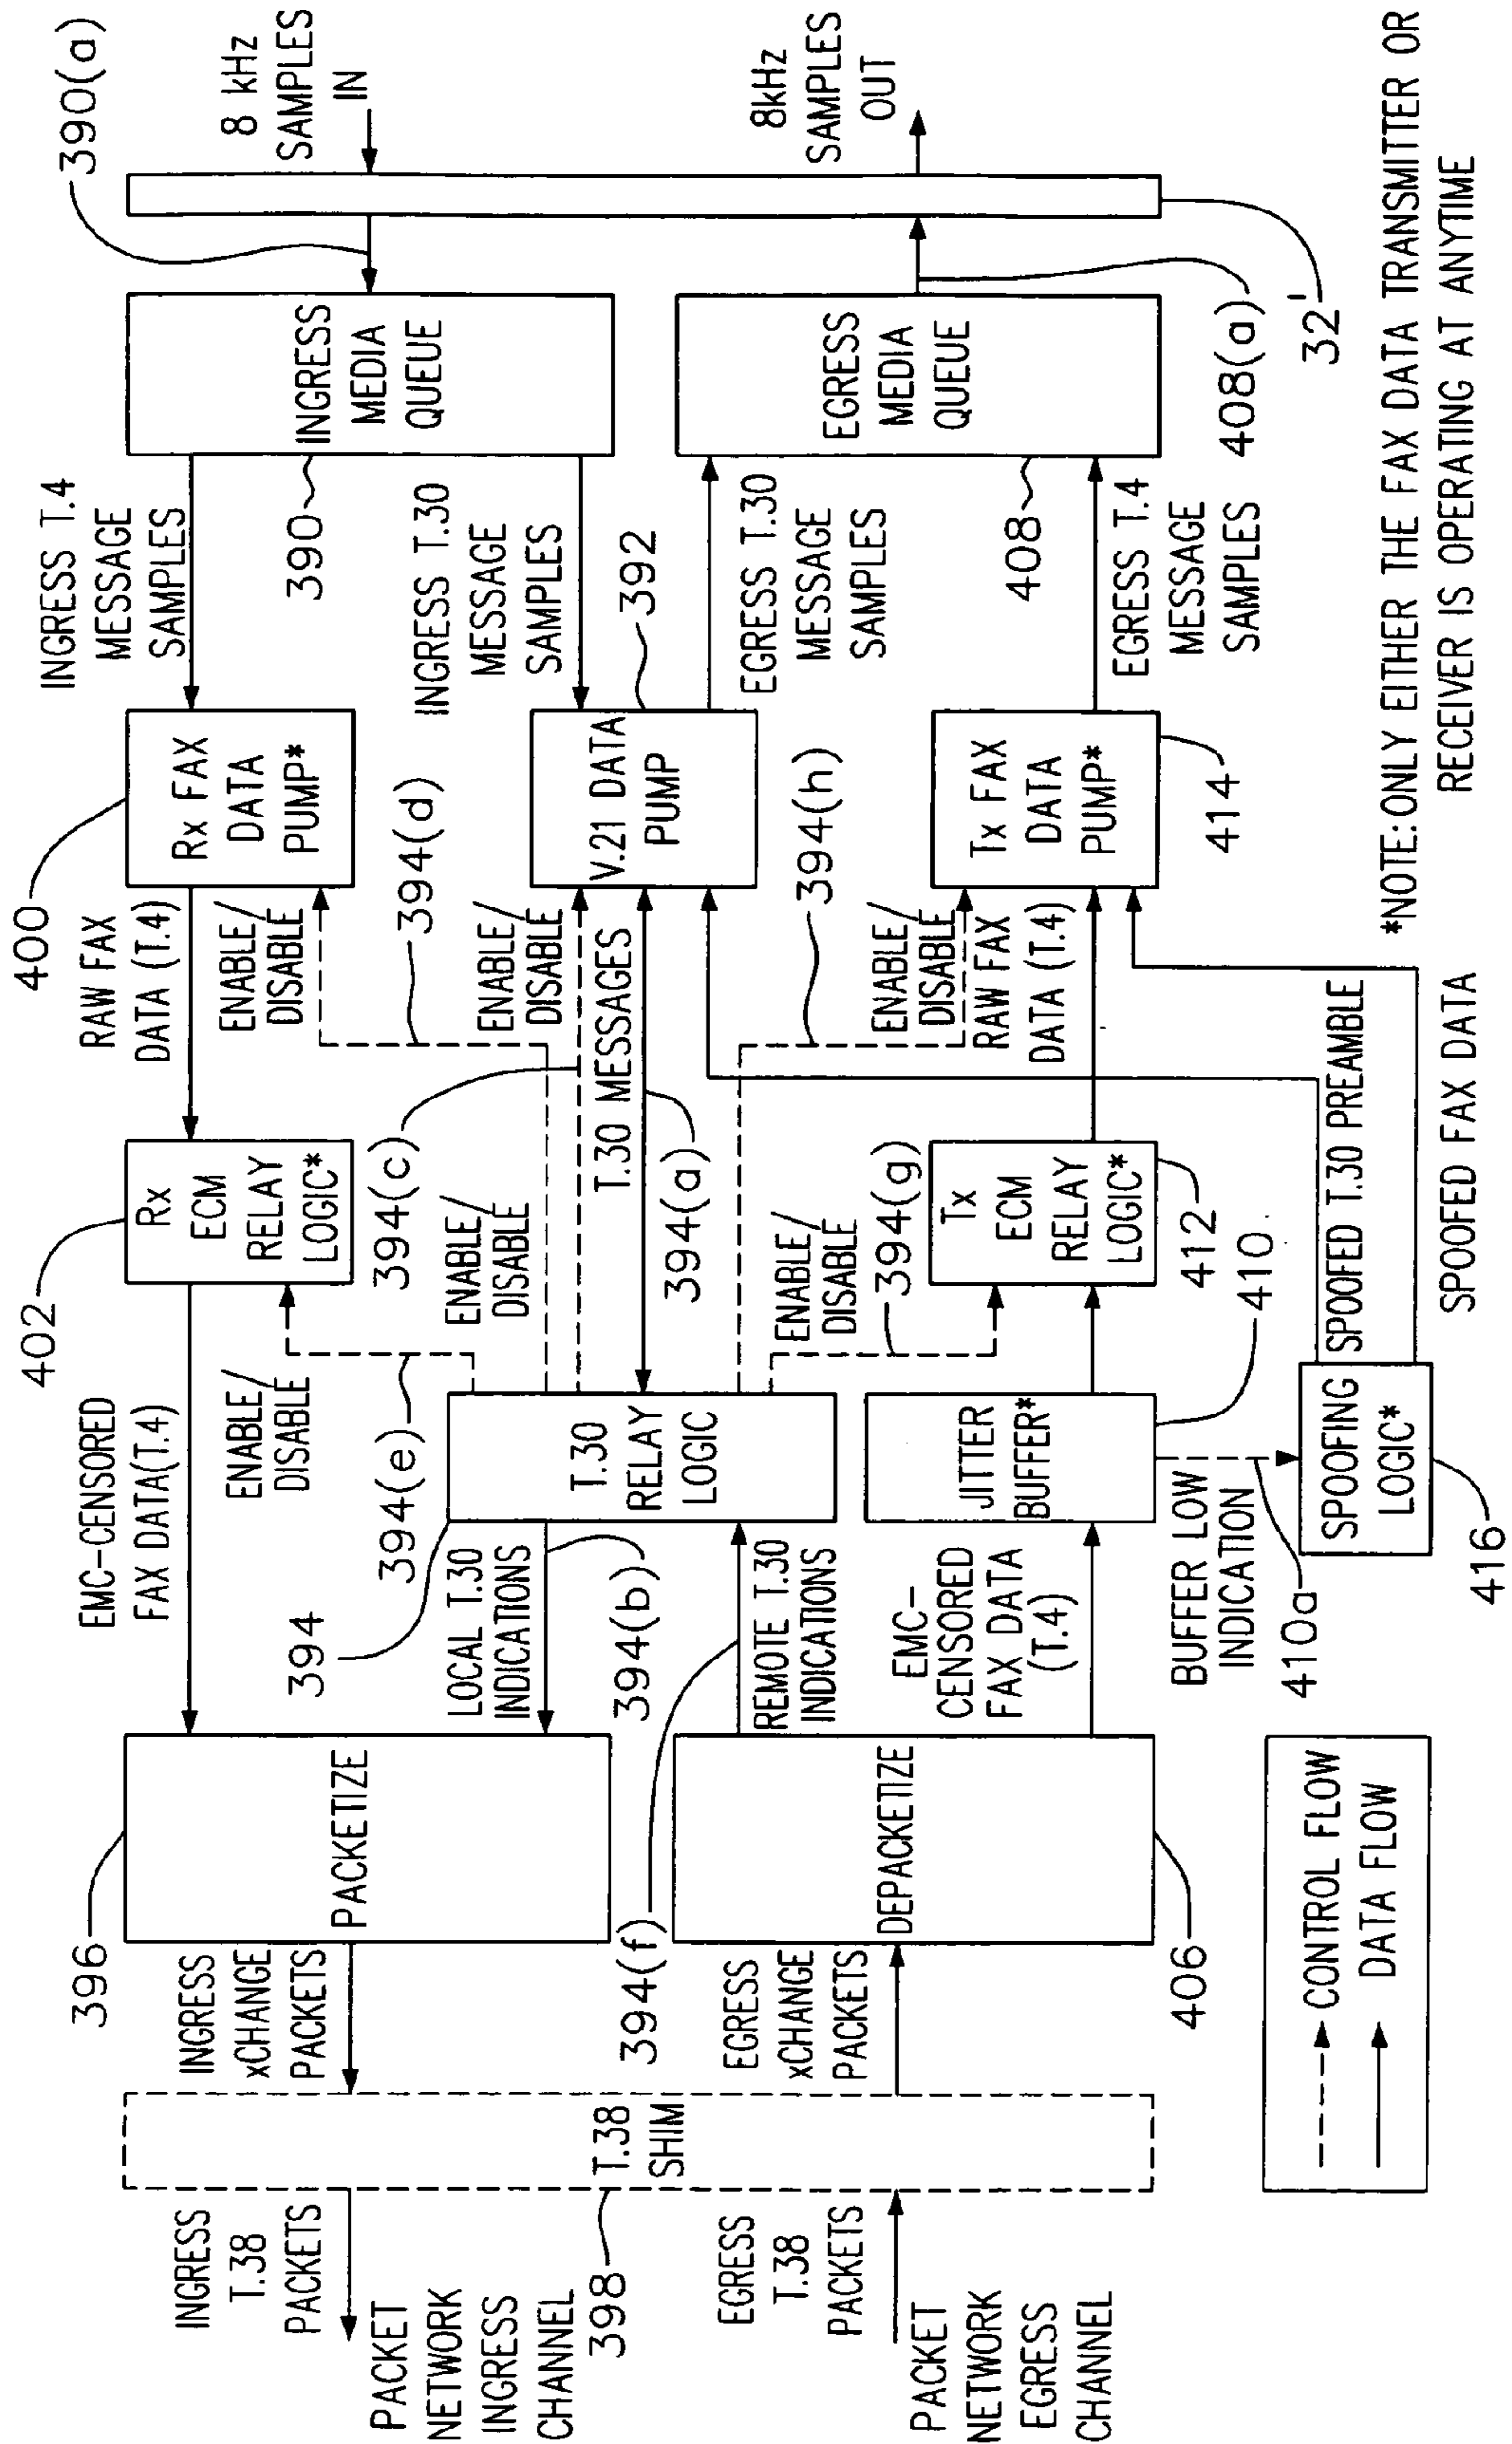 INGRESS
T.38
PACKETS
PACKET
NETWORK
INGRESS
CHANNEL
398
EGRESS
T.38
PACKETS
PACKET
NETWORK
EGRESS
CHANNEL
T.38
SHIM
396
INGRESS
xCHANGE
PACKETS
394(f)
EGRESS
xCHANGE
PACKETS
406
PACKETIZE
DEPACKETIZE
CONTROL FLOW
DATA FLOW
EMC-CENSORED
FAX DATA(T.4)
394
LOCAL T.30
INDICATIONS
394(b)
REMOTE T.30
INDICATIONS
EMC-
CENSORED
FAX DATA
(T.4)
BUFFER LOW
INDICATION
410a
416
402
ENABLE/
DISABLE
394(e)
T.30
RELAY
LOGIC
JITTER
BUFFER*
SPOOFING
LOGIC*
Rx
ECM
RELAY
LOGIC*
394(c)
ENABLE/
DISABLE
T.30 MESSAGES
394(a)
ENABLE/
DISABLE
394(g)
Tx
ECM
RELAY
LOGIC*
412
410
SPOOFED T.30 PREAMBLE
SPOOFED FAX DATA
400
RAW FAX
DATA (T.4)
ENABLE/
DISABLE
394(d)
ENABLE/
DISABLE
394(h)
ENABLE/
DISABLE
RAW FAX
DATA (T.4)
Rx FAX
DATA
PUMP*
V.21 DATA
PUMP
Tx FAX
DATA
PUMP*
414
INGRESS T.4
MESSAGE
SAMPLES
390
INGRESS T.30
MESSAGE
SAMPLES
392
EGRESS T.30
MESSAGE
SAMPLES
408
EGRESS T.4
MESSAGE
SAMPLES
INGRESS
MEDIA
QUEUE
EGRESS
MEDIA
QUEUE
408(a)
32'
390(a)
8 kHz
SAMPLES
IN
8kHz
SAMPLES
OUT
*NOTE:ONLY EITHER THE FAX DATA TRANSMITTER OR
RECEIVER IS OPERATING AT ANYTIME